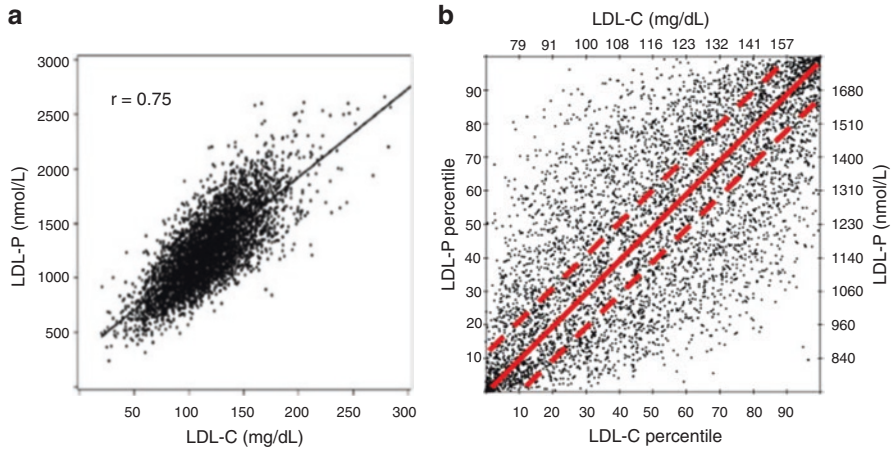 a
r = 0.75
LDL-P (nmol/L)
3000
2500
2000
1500
1000
500
50 100 150 200 250 300
LDL-C (mg/dL)
b
LDL-C (mg/dL)
79 91 100 108 116 123 132 141 157
LDL-P percentile
90
80
70
60
50
40
30
20
10
1680
1510
1400
1310
1230
1140
1060
960
840
LDL-P (nmol/L)
10 20 30 40 50 60 70 80 90
LDL-C percentile